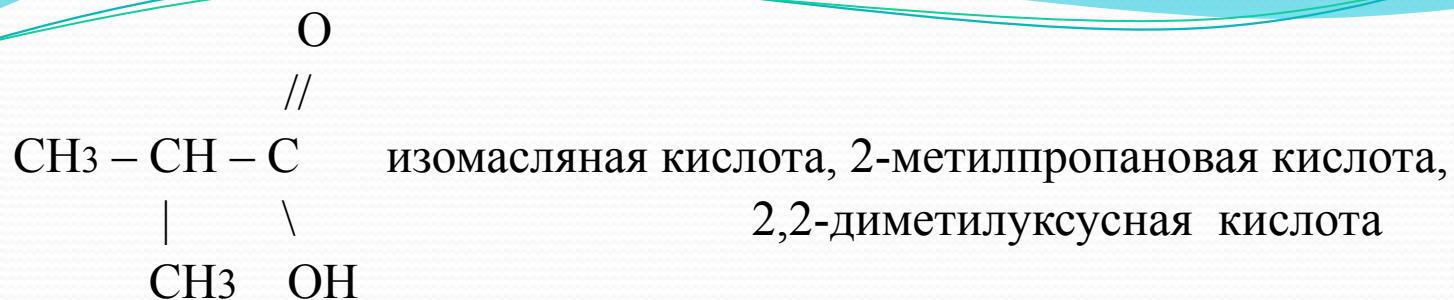 O
//
CH3 – CH – C изомасляная кислота, 2-метилпропановая кислота,
| \ 2,2-диметилуксусная кислота
CH3 OH